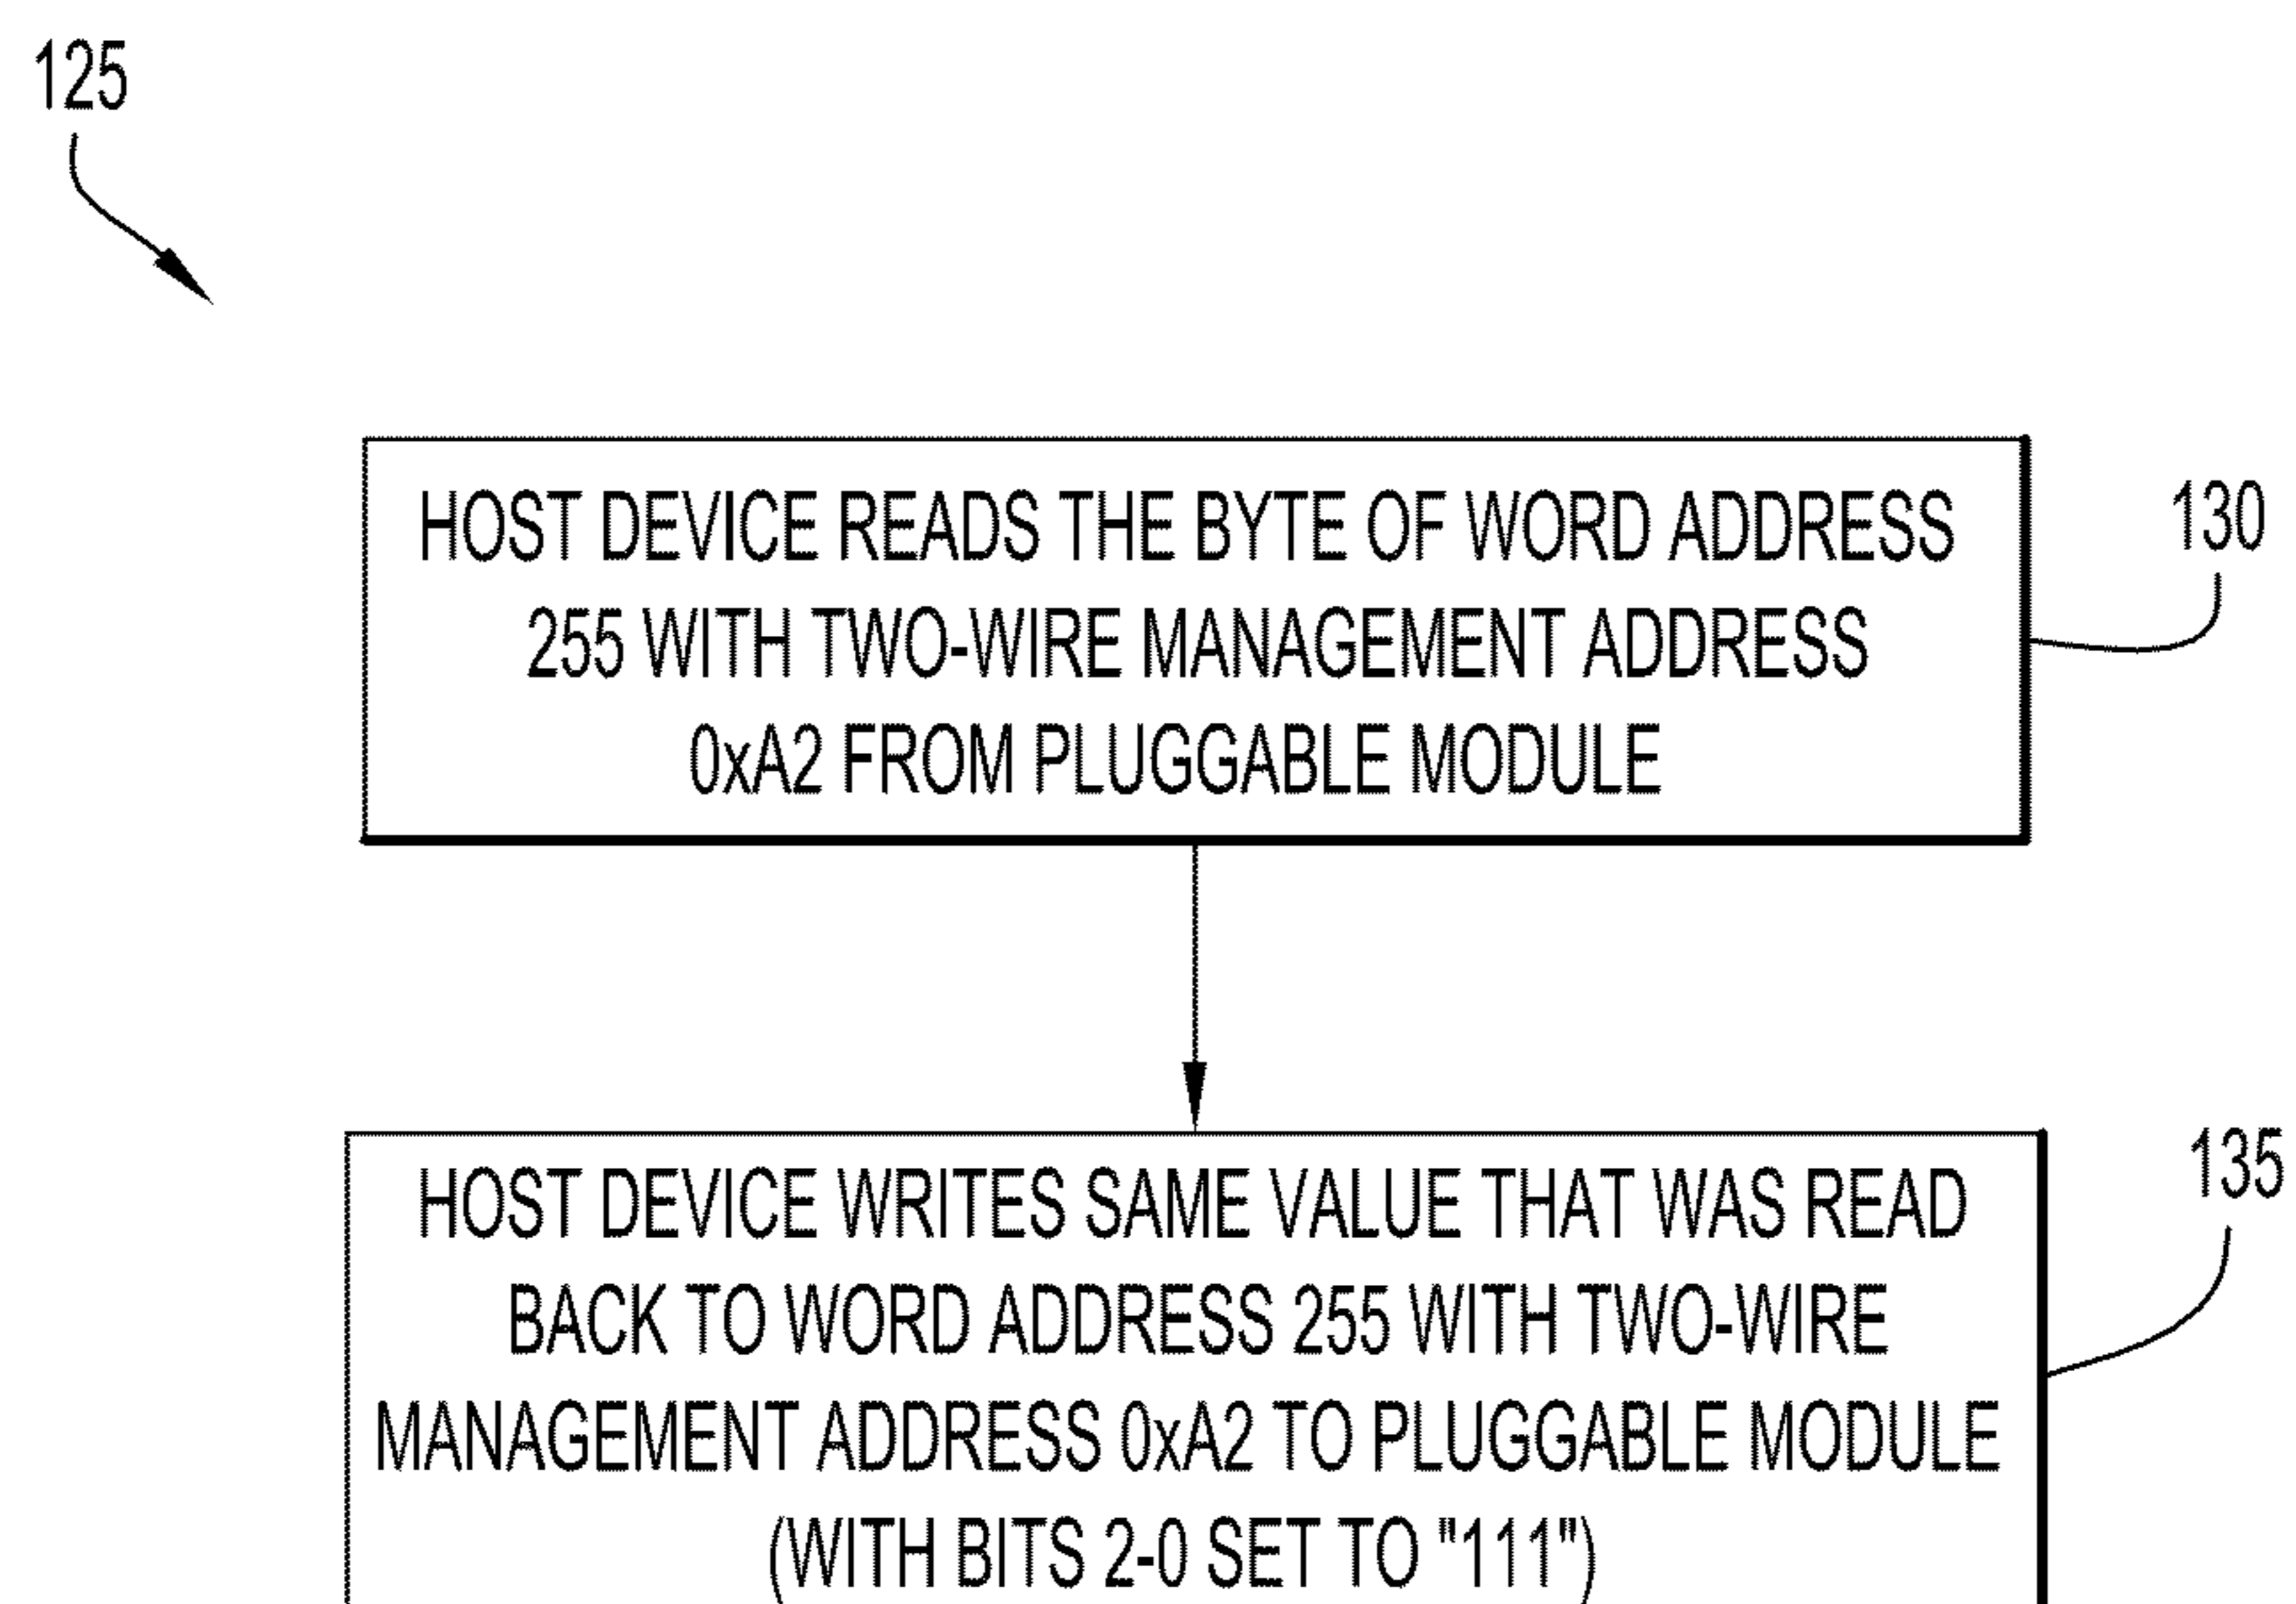 125
HOST DEVICE READS THE BYTE OF WORD ADDRESS
255 WITH TWO-WIRE MANAGEMENT ADDRESS
0xA2 FROM PLUGGABLE MODULE
130
HOST DEVICE WRITES SAME VALUE THAT WAS READ
BACK TO WORD ADDRESS 255 WITH TWO-WIRE
MANAGEMENT ADDRESS 0xA2 TO PLUGGABLE MODULE
(WITH BITS 2-0 SET TO "111")
135